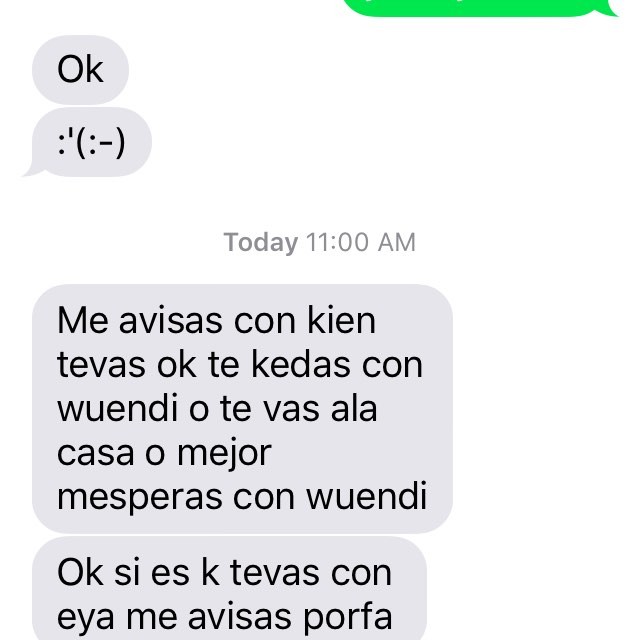 Ok
:'(:-)
Today 11:00 AM
Me avisas con kien
tevas ok te kedas con
wuendi o te vas ala
casa o mejor
mesperas con wuendi
Ok si es k tevas con
eya me avisas porfa